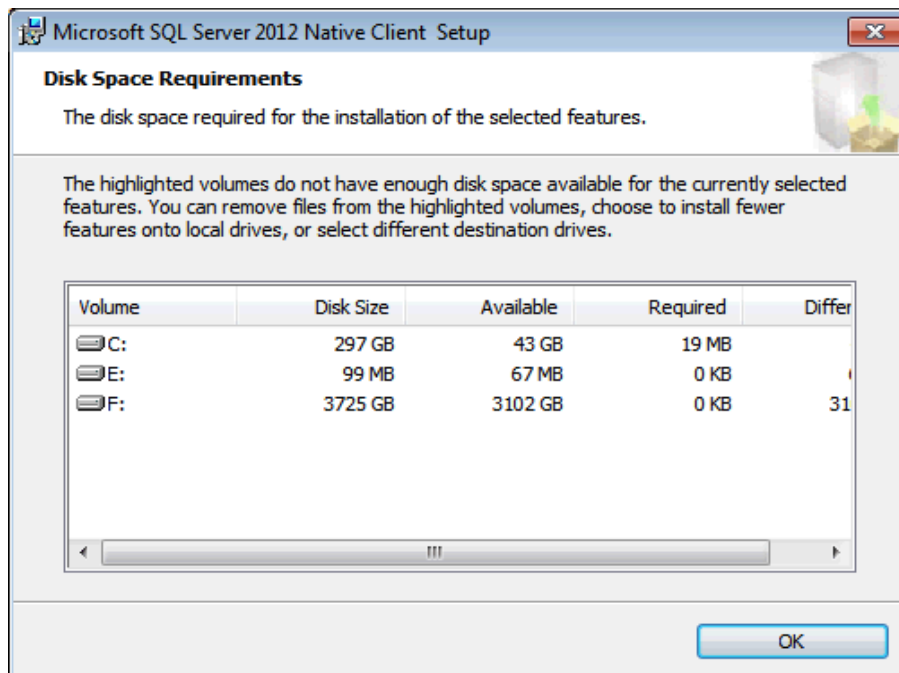 Microsoft SQL Server 2012 Native Client Setup
Disk Space Requirements
The disk space required for the installation of the selected features.
The highlighted volumes do not have enough disk space available for the currently selected
features. You can remove files from the highlighted volumes, choose to install fewer
features onto local drives, or select different destination drives.
Volume Disk Size Available Required Differ
C: 297 GB 43 GB 19 MB
E: 99 MB 67 MB 0 KB
F: 3725 GB 3102 GB 0 KB 31
OK